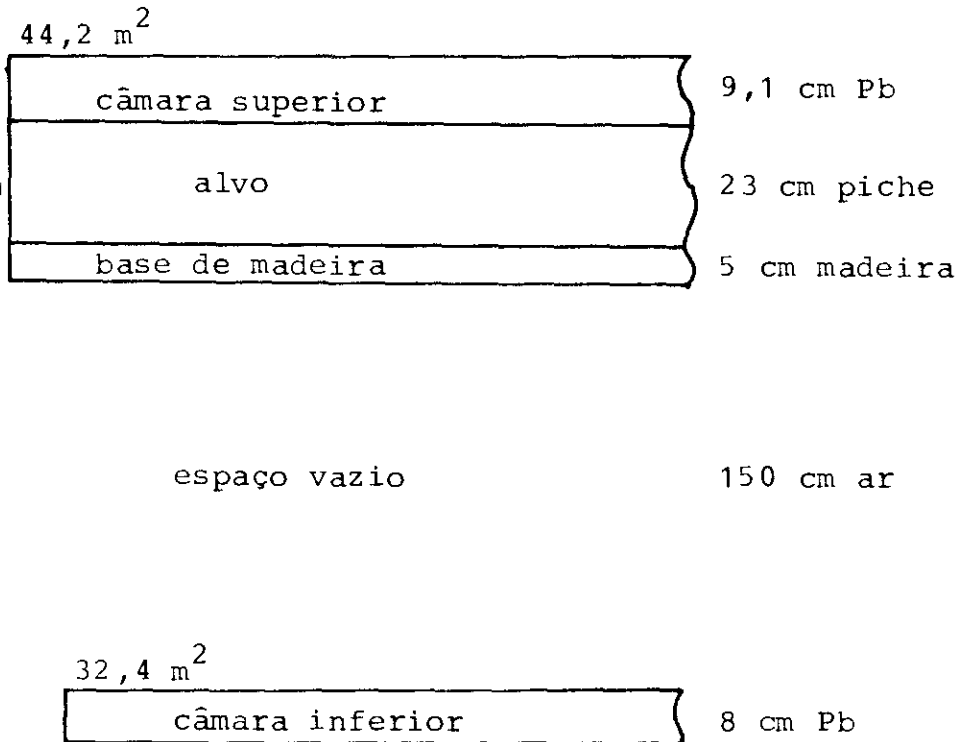 44,2 m²
câmara superior 9,1 cm Pb
alvo 23 cm piche
base de madeira 5 cm madeira
espaço vazio 150 cm ar
32,4 m²
câmara inferior 8 cm Pb